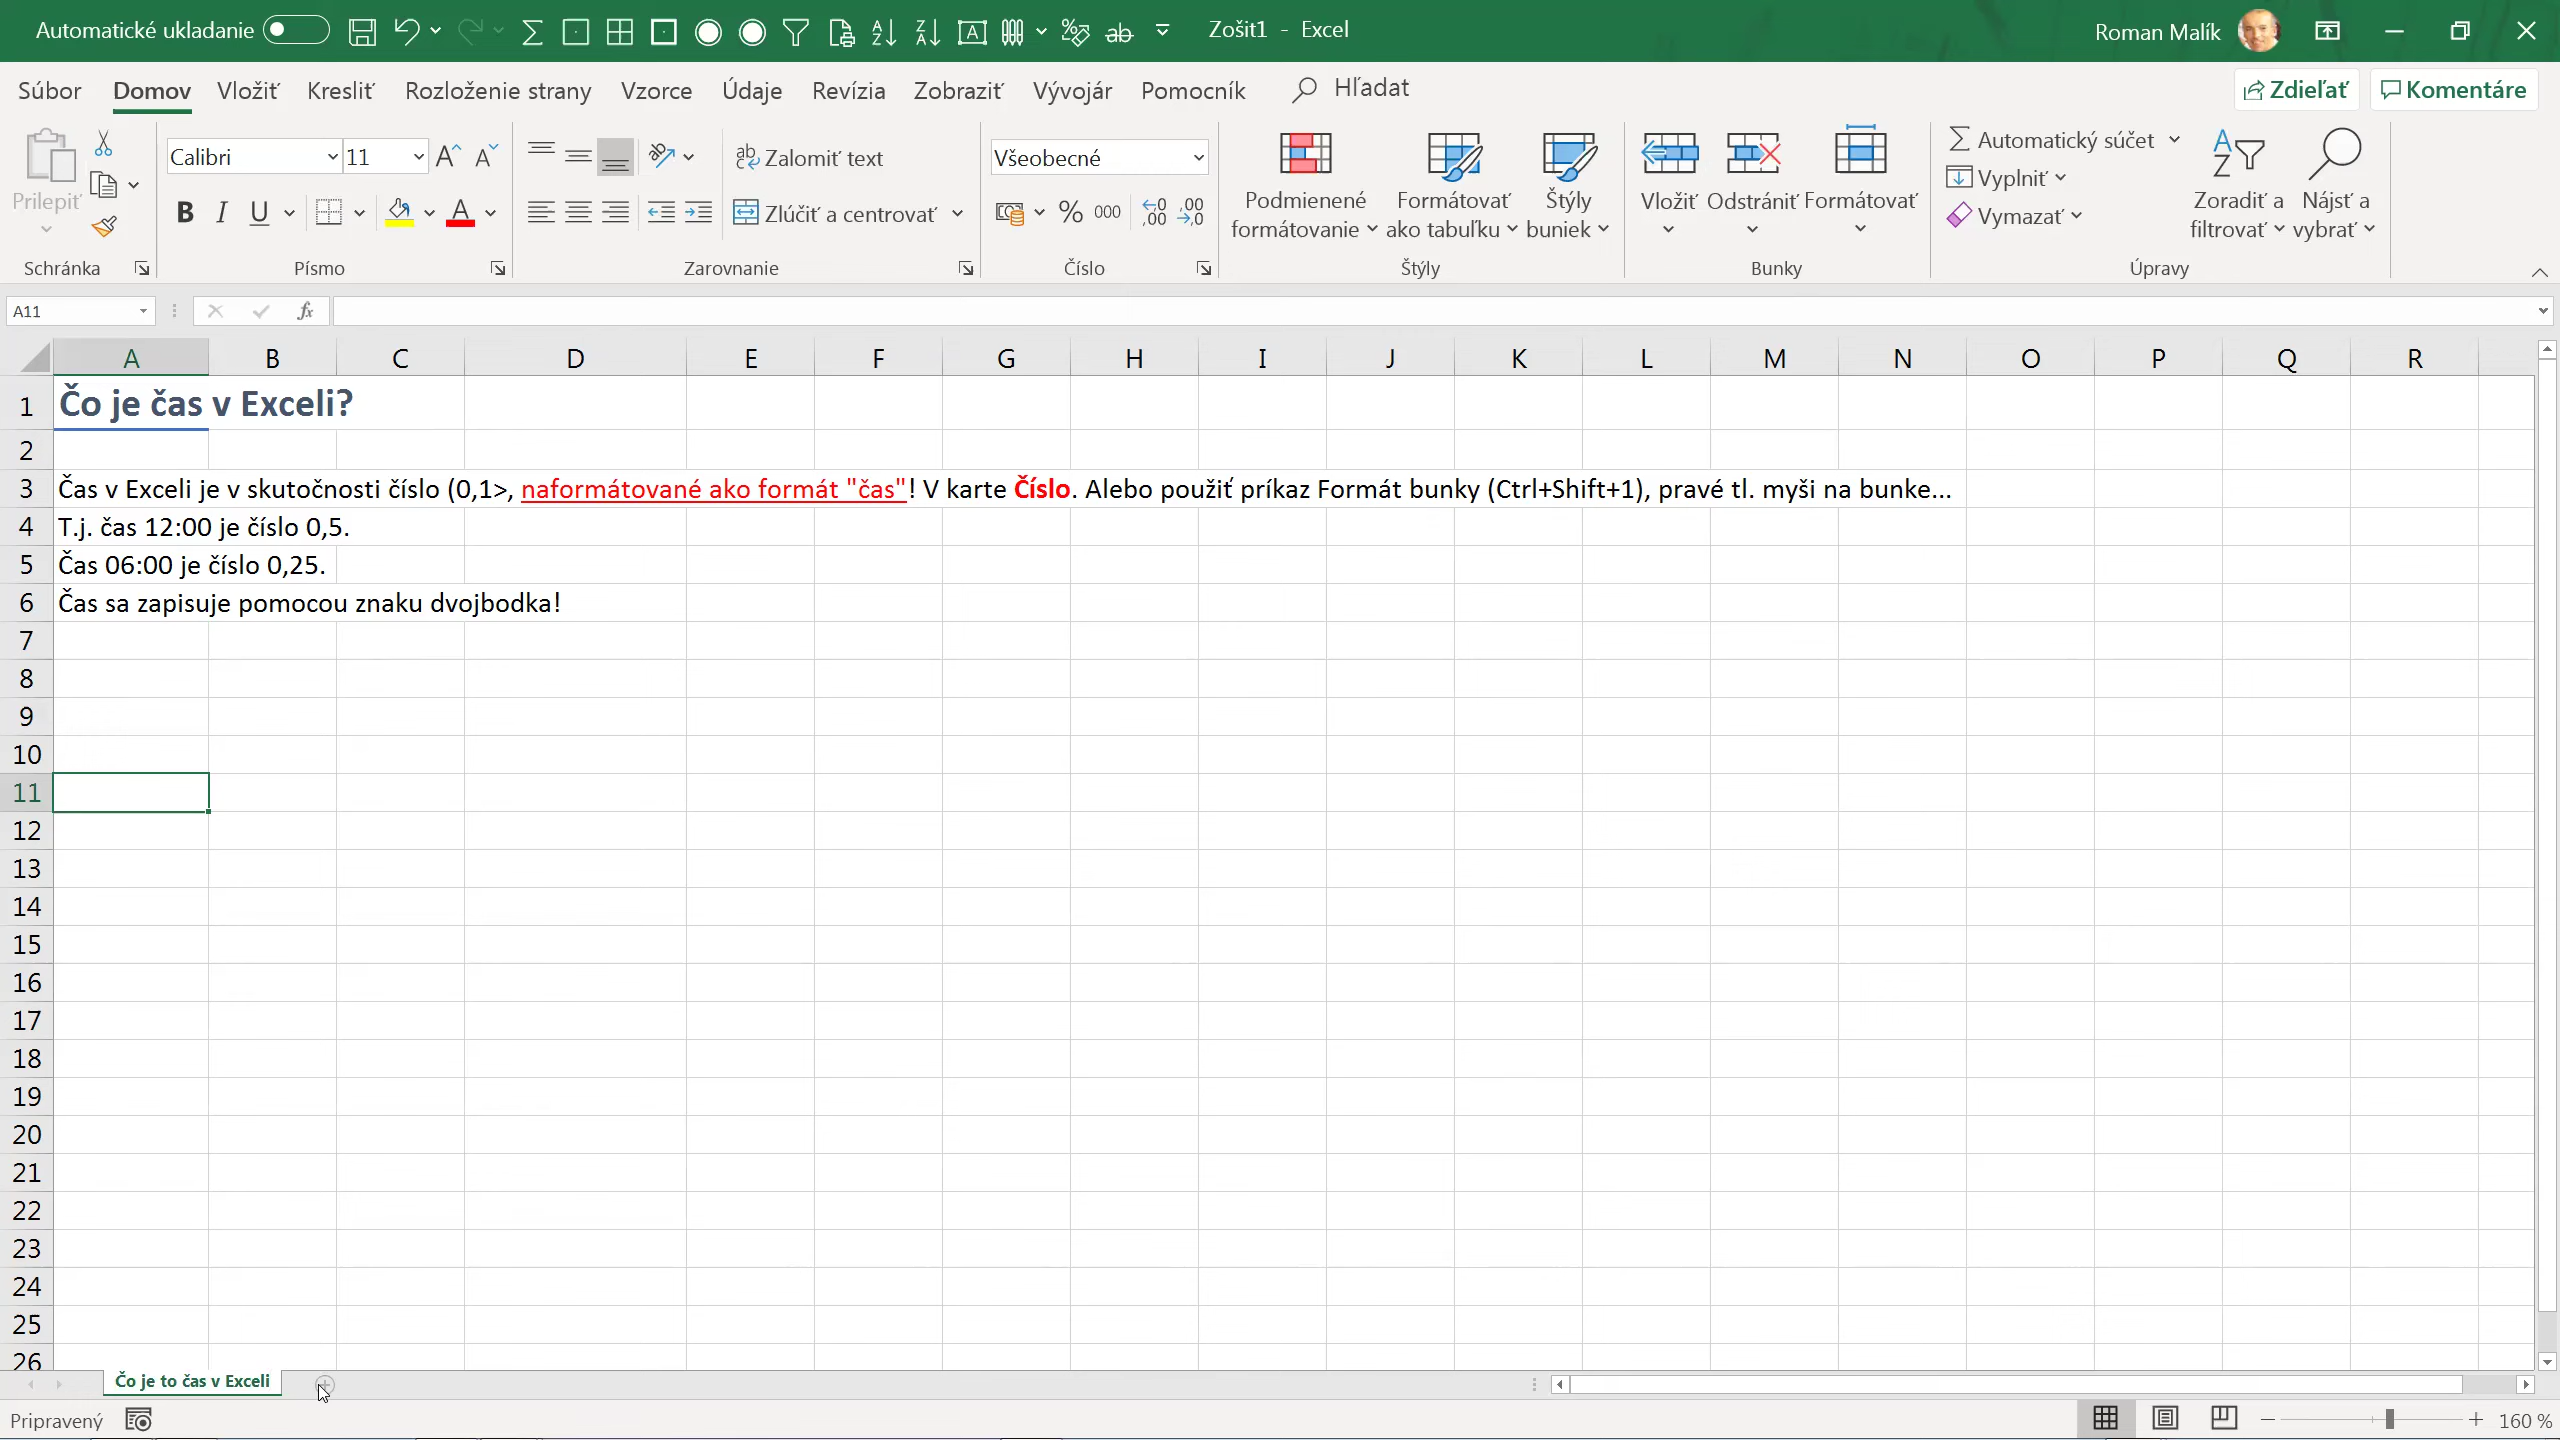 Automatické ukladanie
Zošit1 - Excel
Roman Malík
Súbor Domov Vložiť Kresliť Rozloženie strany Vzorce Údaje Revízia Zobraziť Vývojár Pomocník Hľadať
Zdieľať Komentáre
Prilepiť
Schránka
Calibri 11
B I U
Písmo
Zalomiť text
Zlúčiť a centrovať
Zarovnanie
Všeobecné
% 000
Číslo
Podmienené formátovanie
Formátovať ako tabuľku
Štýly buniek
Štýly
Vložiť Odstrániť Formátovať
Bunky
Automatický súčet
Vyplniť
Vymazať
Zoradiť a filtrovať
Nájsť a vybrať
Úpravy
A11
fx
A B C D E F G H I J K L M N O P Q R
1 Čo je čas v Exceli?
2
3 Čas v Exceli je v skutočnosti číslo (0,1>, naformátované ako formát "čas"! V karte Číslo. Alebo použiť príkaz Formát bunky (Ctrl+Shift+1), pravé tl. myši na bunke...
4 T.j. čas 12:00 je číslo 0,5.
5 Čas 06:00 je číslo 0,25.
6 Čas sa zapisuje pomocou znaku dvojbodka!
7
8
9
10
11
12
13
14
15
16
17
18
19
20
21
22
23
24
25
26
Čo je to čas v Exceli
Pripravený
160 %